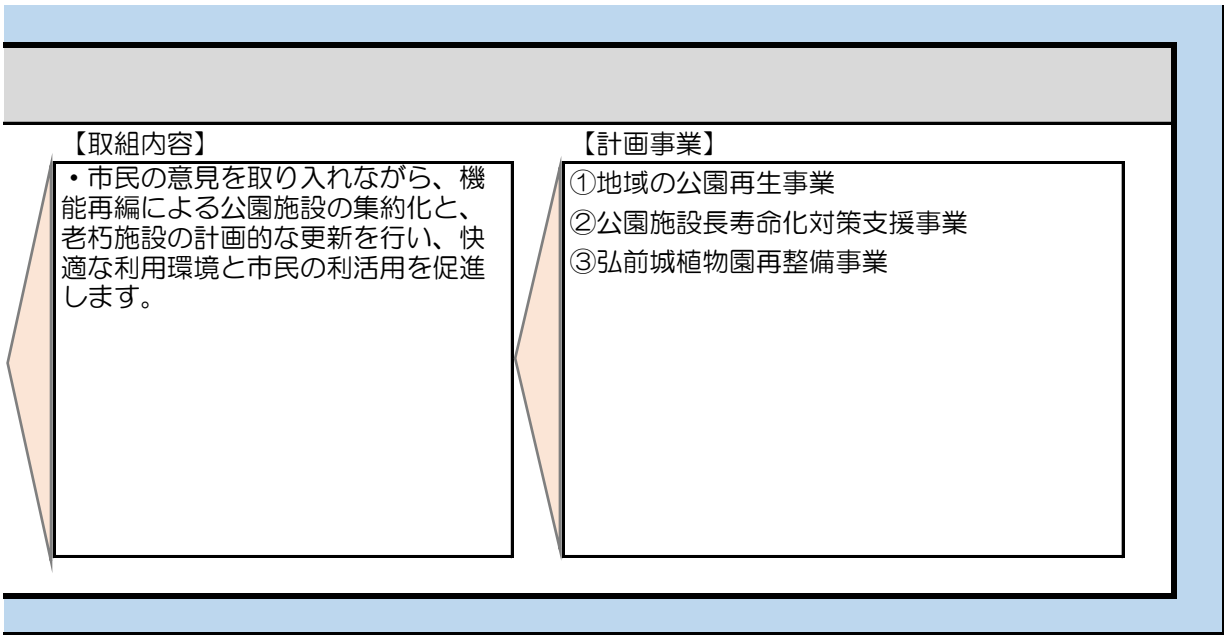 【取組内容】
・市民の意見を取り入れながら、機
能再編による公園施設の集約化と、
老朽施設の計画的な更新を行い、快
適な利用環境と市民の利活用を促進
します。
【計画事業】
①地域の公園再生事業
②公園施設長寿命化対策支援事業
③弘前城植物園再整備事業